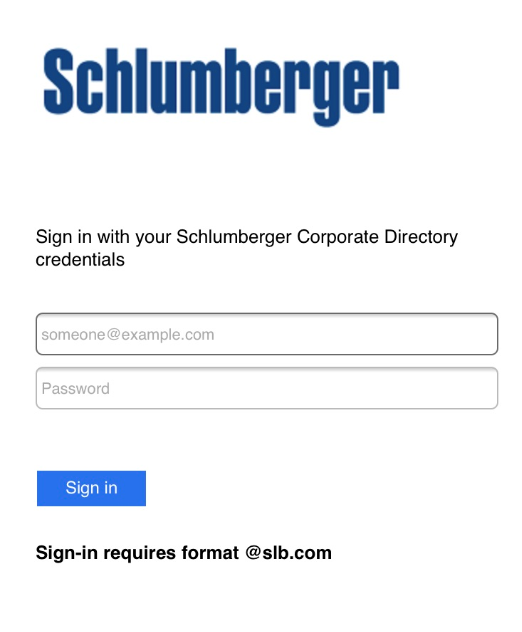 Schlumberger
Sign in with your Schlumberger Corporate Directory
credentials
someone@example.com
Password
Sign in
Sign-in requires format @slb.com